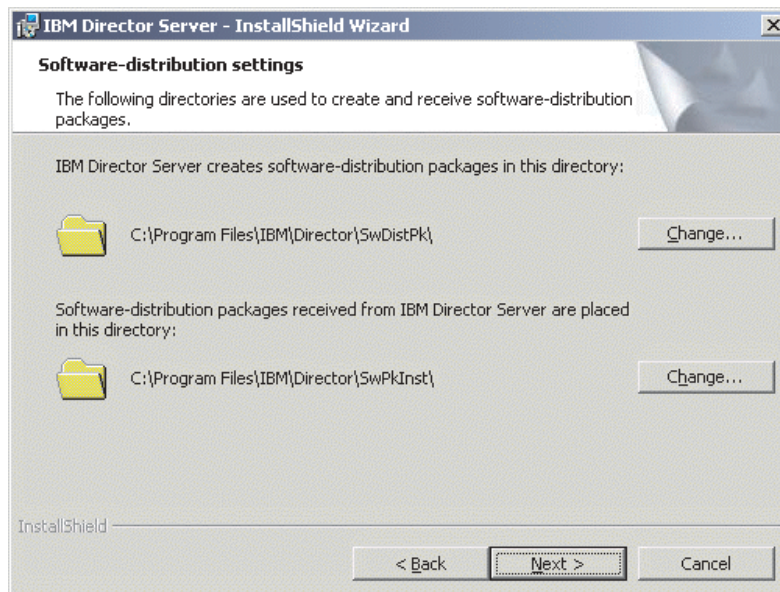 IBM Director Server - InstallShield Wizard
Software-distribution settings
The following directories are used to create and receive software-distribution
packages.
IBM Director Server creates software-distribution packages in this directory:
C:\Program Files\IBM\Director\SwDistPk\
Change...
Software-distribution packages received from IBM Director Server are placed
in this directory:
C:\Program Files\IBM\Director\SwPkInst\
Change...
InstallShield
< Back
Next >
Cancel